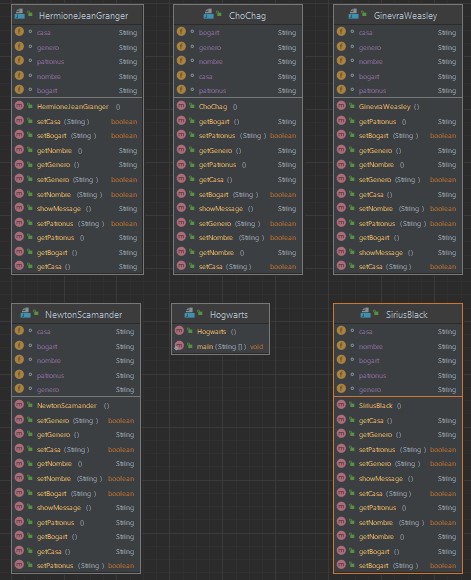 HermioneJeanGranger
casa String
genero String
patronus String
nombre String
bogart String
HermioneJeanGranger ()
setCasa (String ) boolean
setBogart (String ) boolean
getNombre () String
getGenero () String
setGenero (String ) boolean
setNombre (String ) boolean
showMessage () String
setPatronus (String ) boolean
getPatronus () String
getBogart () String
getCasa () String
ChoChag
bogart String
genero String
nombre String
casa String
patronus String
ChoChag ()
getBogart () String
setPatronus (String ) boolean
getGenero () String
getPatronus () String
getCasa () String
setBogart (String ) boolean
showMessage () String
setGenero (String ) boolean
setNombre (String ) boolean
getNombre () String
setCasa (String ) boolean
GinevraWeasley
casa String
genero String
nombre String
bogart String
patronus String
GinevraWeasley ()
getPatronus () String
setBogart (String ) boolean
getGenero () String
getNombre () String
setGenero (String ) boolean
getCasa () String
setNombre (String ) boolean
setPatronus (String ) boolean
getBogart () String
showMessage () String
setCasa (String ) boolean
NewtonScamander
casa String
bogart String
nombre String
patronus String
genero String
NewtonScamander ()
setGenero (String ) boolean
getGenero () String
setCasa (String ) boolean
getNombre () String
setNombre (String ) boolean
setBogart (String ) boolean
showMessage () String
getPatronus () String
getBogart () String
getCasa () String
setPatronus (String ) boolean
Hogwarts
Hogwarts ()
main (String []) void
SiriusBlack
casa String
nombre String
bogart String
patronus String
genero String
SiriusBlack ()
getCasa () String
getGenero () String
setPatronus (String ) boolean
setGenero (String ) boolean
showMessage () String
setCasa (String ) boolean
getPatronus () String
setNombre (String ) boolean
getNombre () String
getBogart () String
setBogart (String ) boolean